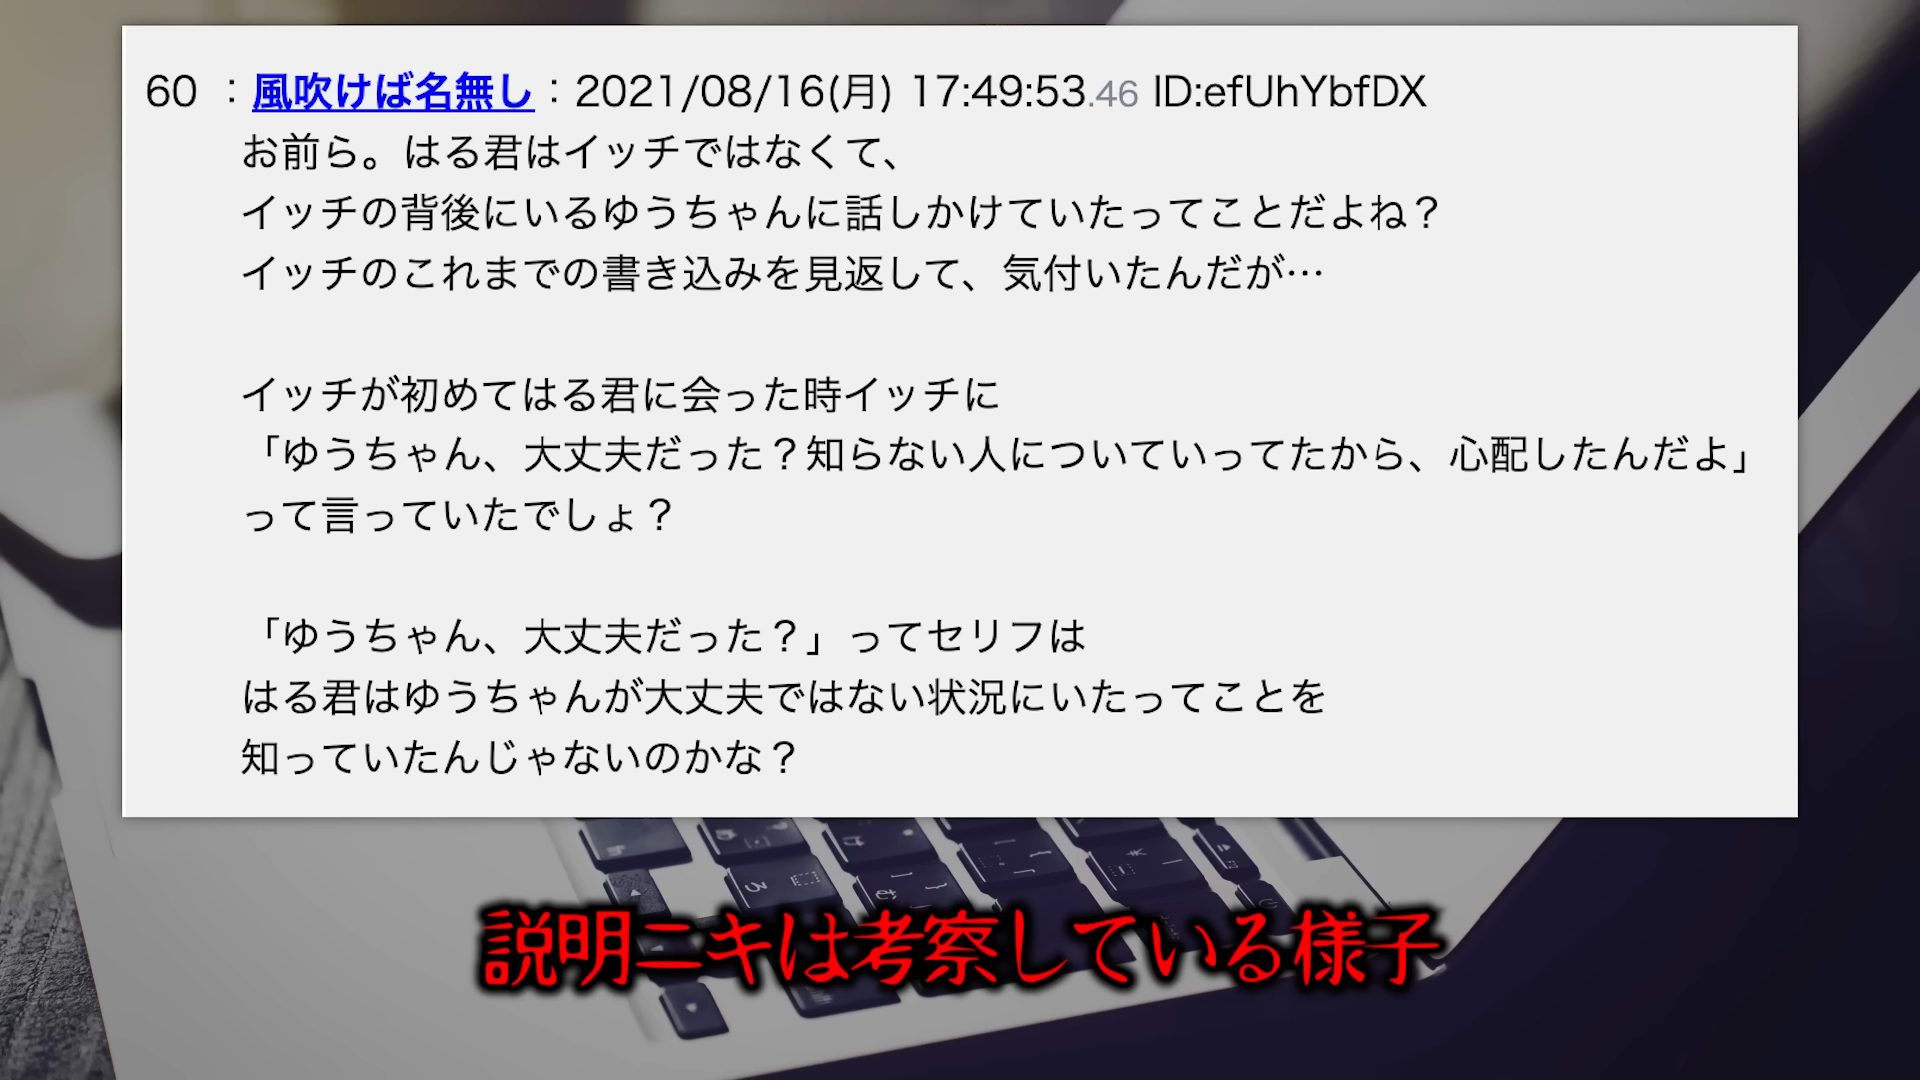 60 ：風吹けば名無し：2021/08/16(月) 17:49:53.46 ID:efUhYbfDX
お前ら。はる君はイッチではなくて、
イッチの背後にいるゆうちゃんに話しかけていたってことだよね？
イッチのこれまでの書き込みを見返して、気付いたんだが…
イッチが初めてはる君に会った時イッチに
「ゆうちゃん、大丈夫だった？知らない人についていってたから、心配したんだよ」
って言っていたでしょ？
「ゆうちゃん、大丈夫だった？」ってセリフは
はる君はゆうちゃんが大丈夫ではない状況にいたってことを
知っていたんじゃないのかな？
説明ニキは考察している様子